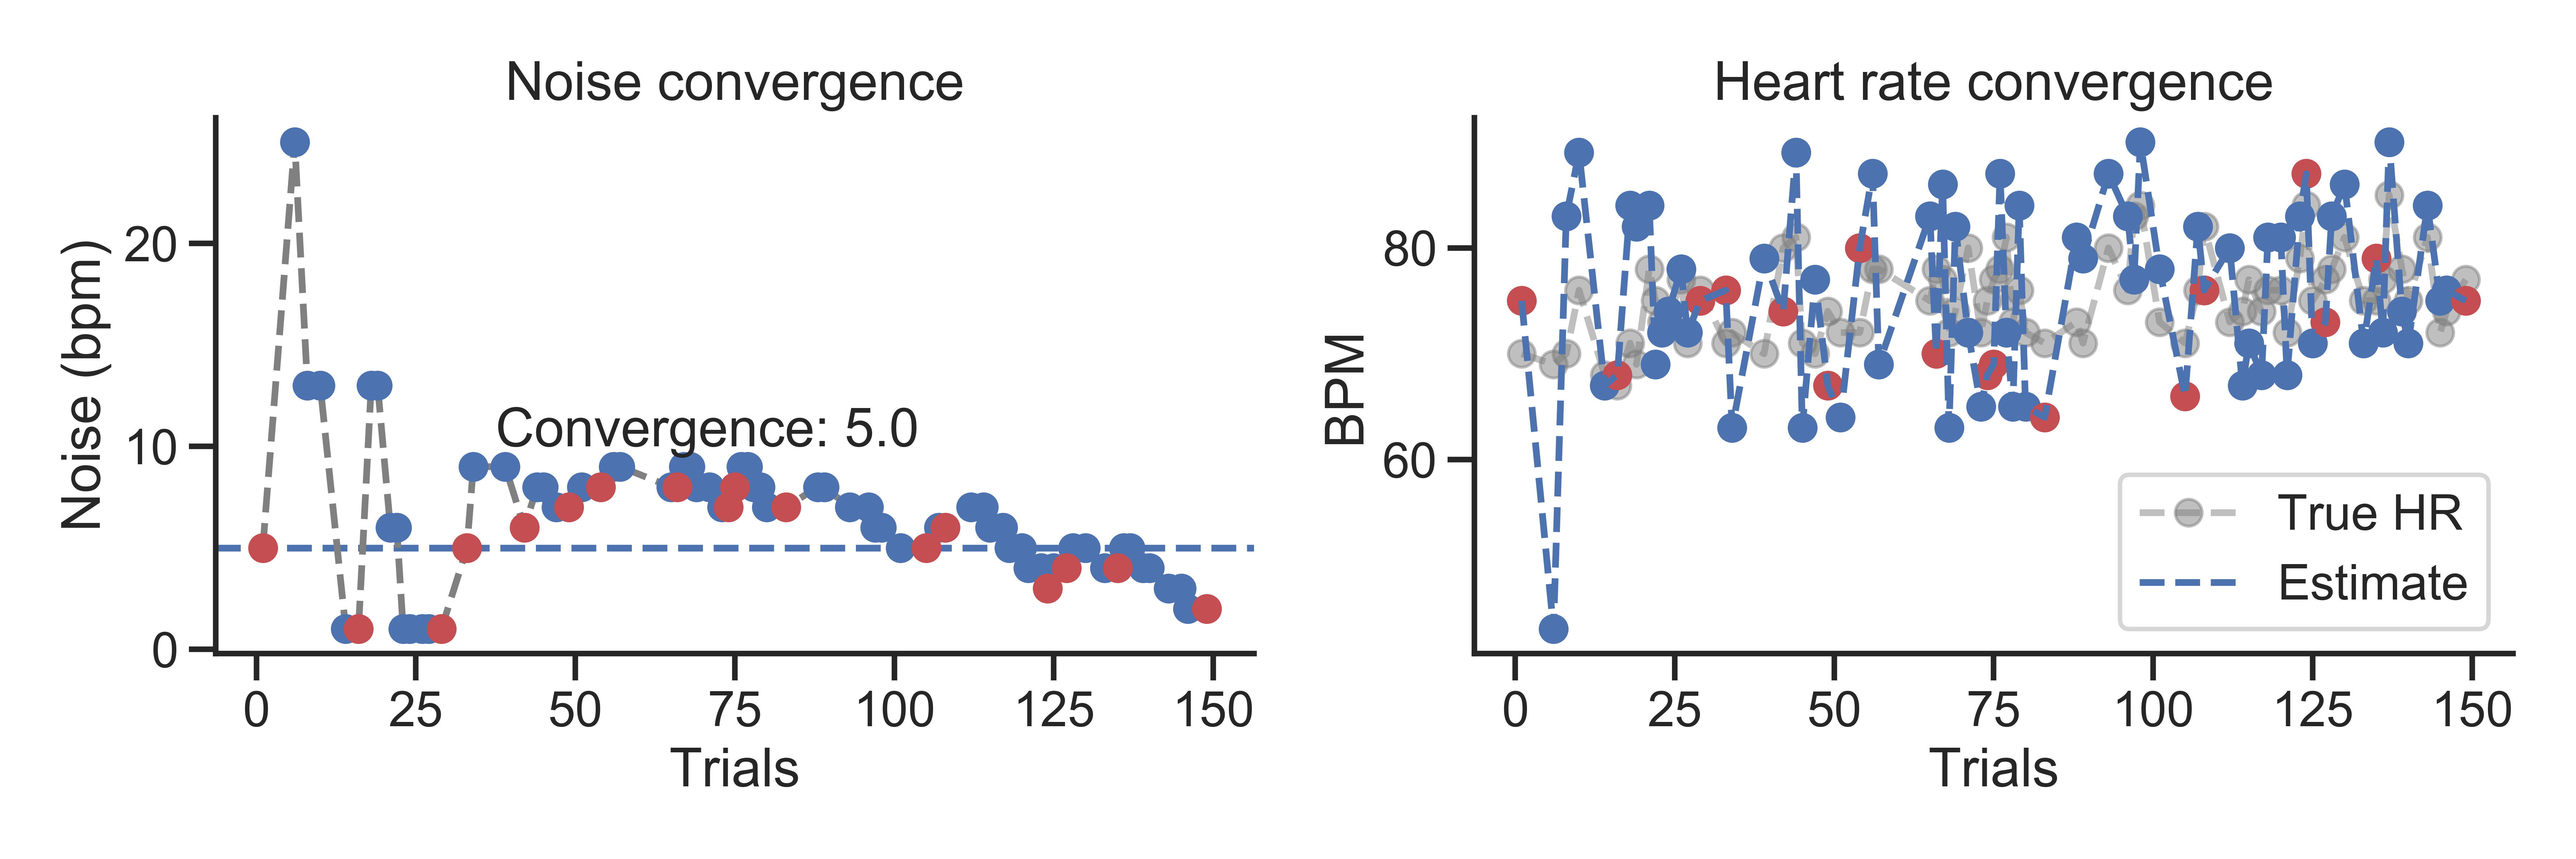 Noise convergence
Noise (bpm)
20
10
0
Convergence: 5.0
0 25 50 75 100 125 150
Trials
Heart rate convergence
BPM
80
60
True HR
Estimate
0 25 50 75 100 125 150
Trials